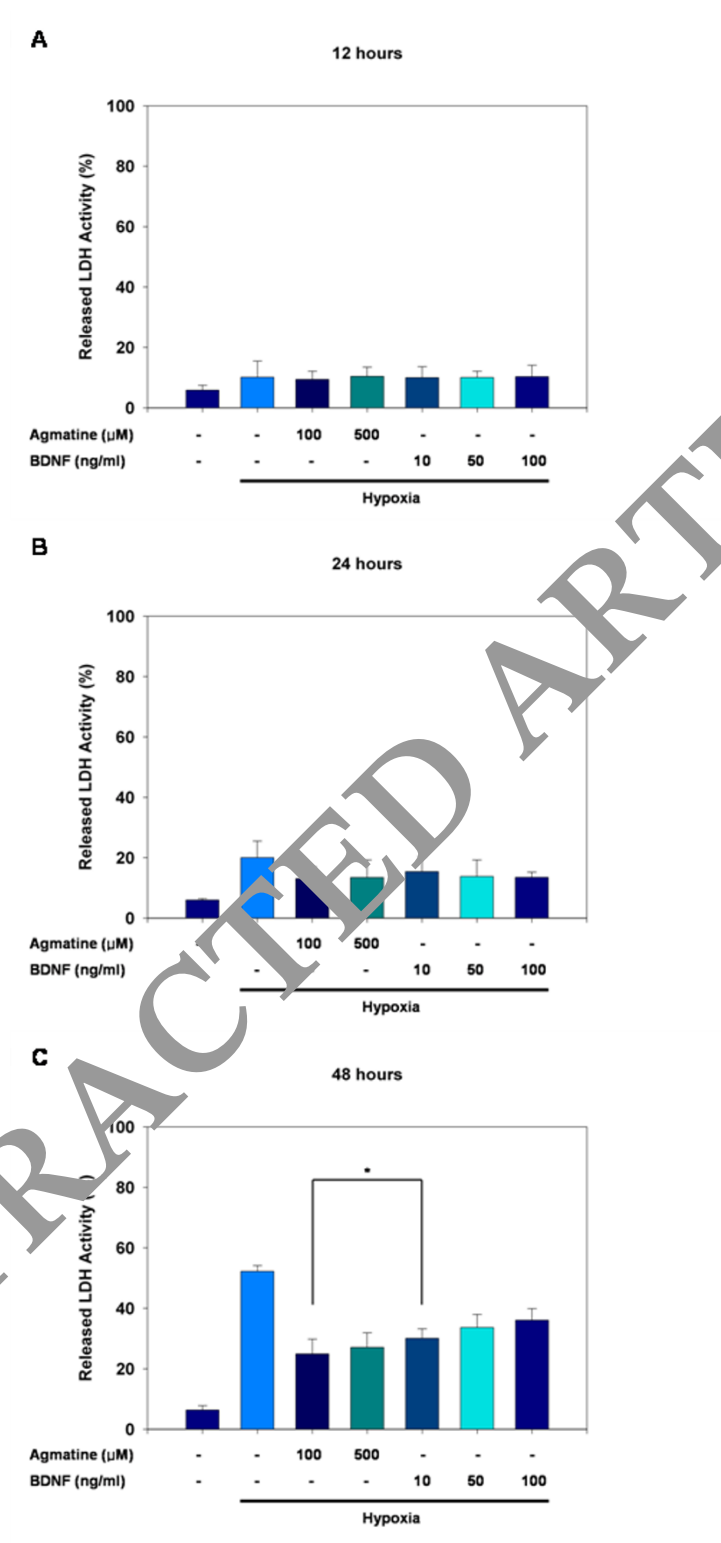 A
12 hours
Released LDH Activity (%)
100
80
60
40
20
0
Agmatine (μM) - - 100 500 - - -
BDNF (ng/ml) - - - - 10 50 100
Hypoxia
B
24 hours
Released LDH Activity (%)
100
80
60
40
20
0
Agmatine (μM) - - 100 500 - - -
BDNF (ng/ml) - - 10 50 100
Hypoxia
C
48 hours
Released LDH Activity
100
80
60
40
20
0
*
Agmatine (μM) - - 100 500 - - -
BDNF (ng/ml) - - - - 10 50 100
Hypoxia
RACTED ART